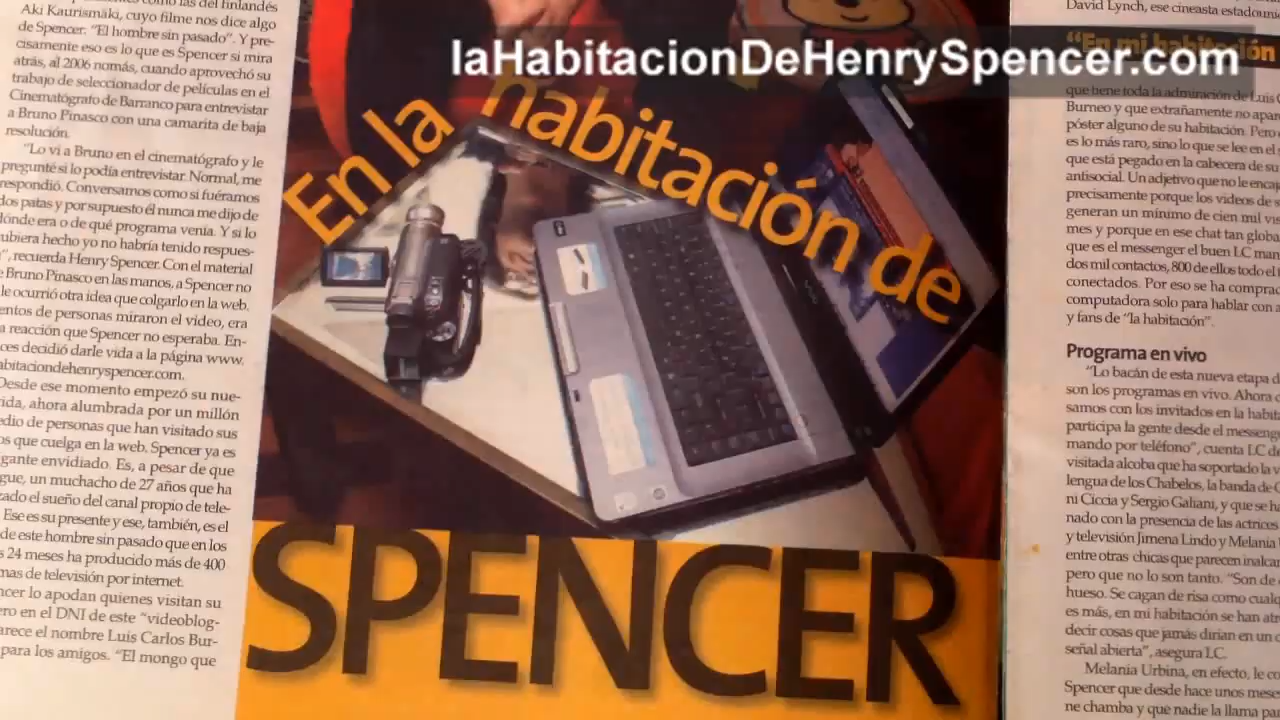 laHabitacionDeHenrySpencer.com
como las del finlandés
Aki Kaurismäki, cuyo filme nos dice algo
de Spencer: "El hombre sin pasado". Y pre-
cisamente eso es lo que es Spencer si mira
atrás, al 2006 nomás, cuando aprovechó su
trabajo de seleccionador de películas en el
Cinematógrafo de Barranco para entrevistar
a Bruno Pinasco con una camarita de baja
resolución.
"Lo vi a Bruno en el cinematógrafo y le
pregunté si lo podía entrevistar. Normal, me
respondió. Conversamos como si fuéramos
dos patas y por supuesto él nunca me dijo de
dónde era o de qué programa venía. Y si lo
hubiera hecho yo no habría tenido respues-
", recuerda Henry Spencer. Con el material
e Bruno Pinasco en las manos, a Spencer no
le ocurrió otra idea que colgarlo en la web.
entos de personas miraron el video, era
a reacción que Spencer no esperaba. En-
ces decidió darle vida a la página www.
abitaciondehenryspencer.com.
Desde ese momento empezó su nue-
ida, ahora alumbrada por un millón
edio de personas que han visitado sus
os que cuelga en la web. Spencer ya es
gante envidiado. Es, a pesar de que
gue, un muchacho de 27 años que ha
zado el sueño del canal propio de tele-
Ese es su presente y ese, también, es el
de este hombre sin pasado que en los
s 24 meses ha producido más de 400
mas de televisión por internet.
ncer lo apodan quienes visitan su
ero en el DNI de este "videoblog-
arece el nombre Luis Carlos Bur-
para los amigos. "El mongo que
En la habitación de
SPENCER
David Lynch, ese cineasta estadouni
"En mi habitación
que tiene toda la admiración de Luis C
Burneo y que extrañamente no apar
póster alguno de su habitación. Pero
es lo más raro, sino lo que se lee en el
que está pegado en la cabecera de su
antisocial. Un adjetivo que no le enca
precisamente porque los videos de s
generan un mínimo de cien mil vis
mes y porque en ese chat tan globa
que es el messenger el buen LC man
dos mil contactos, 800 de ellos todo el
conectados. Por eso se ha comprad
computadora solo para hablar con
y fans de "la habitación".
Programa en vivo
"Lo bacán de esta nueva etapa d
son los programas en vivo. Ahora c
samos con los invitados en la habita
participa la gente desde el messenge
mando por teléfono", cuenta LC de
visitada alcoba que ha soportado la v
lengua de los Chabelos, la banda de C
ni Ciccia y Sergio Galiani, y que se h
nado con la presencia de las actrices
y televisión Jimena Lindo y Melania
entre otras chicas que parecen inalcan
pero que no lo son tanto. "Son de
hueso. Se cagan de risa como cualq
es más, en mi habitación se han atr
decir cosas que jamás dirían en un c
señal abierta", asegura LC.
Melania Urbina, en efecto, le co
Spencer que desde hace unos mese
ne chamba y que nadie la llama pa